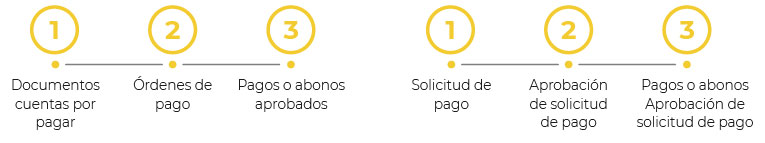 1
Documentos
cuentas por
pagar
2
Órdenes de
pago
3
Pagos o abonos
aprobados
1
Solicitud de
pago
2
Aprobación
de solicitud
de pago
3
Pagos o abonos
Aprobación de
solicitud de pago